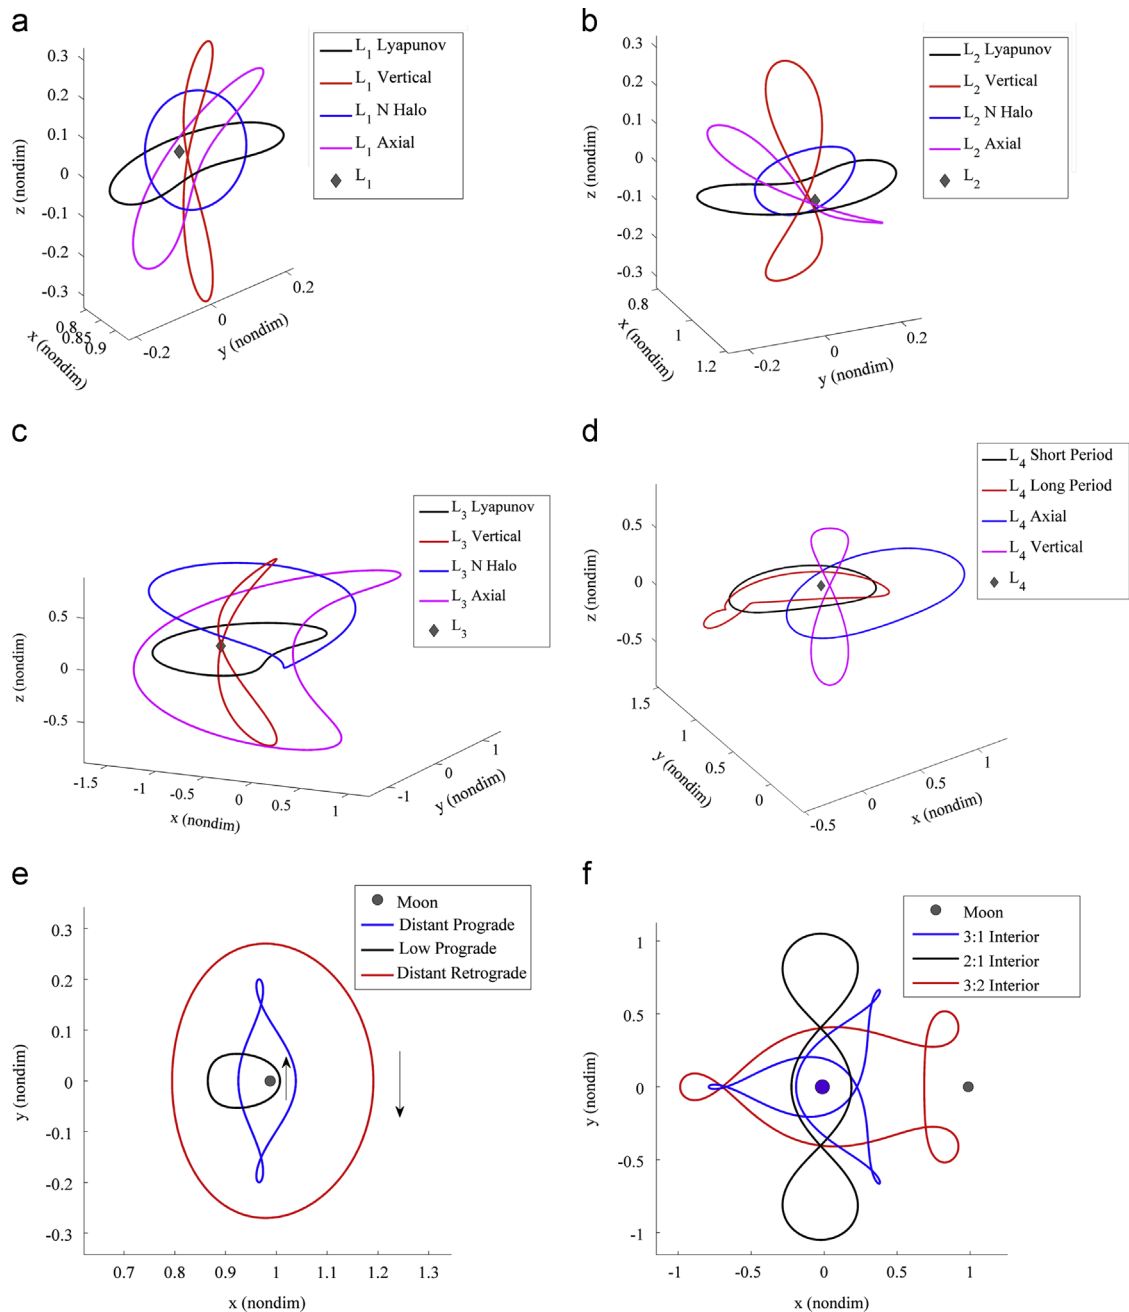 a
L1 Lyapunov
L1 Vertical
L1 N Halo
L1 Axial
L1
z (nondim)
0.3
0.2
0.1
0
-0.1
-0.2
-0.3
0.8
0.85
0.9
x (nondim)
-0.2
0
0.2
y (nondim)
b
L2 Lyapunov
L2 Vertical
L2 N Halo
L2 Axial
L2
z (nondim)
0.3
0.2
0.1
0
-0.1
-0.2
-0.3
0.8
1
1.2
x (nondim)
-0.2
0
0.2
y (nondim)
c
L3 Lyapunov
L3 Vertical
L3 N Halo
L3 Axial
L3
z (nondim)
0.5
0
-0.5
-1.5
-1
-0.5
0
0.5
1
x (nondim)
-1
0
1
y (nondim)
d
L4 Short Period
L4 Long Period
L4 Axial
L4 Vertical
L4
z (nondim)
0.5
0
-0.5
1.5
1
0.5
0
y (nondim)
-0.5
0
0.5
1
x (nondim)
e
Moon
Distant Prograde
Low Prograde
Distant Retrograde
y (nondim)
0.3
0.2
0.1
0
-0.1
-0.2
-0.3
0.7 0.8 0.9 1 1.1 1.2 1.3
x (nondim)
f
Moon
3:1 Interior
2:1 Interior
3:2 Interior
y (nondim)
1
0.5
0
-0.5
-1
-1 -0.5 0 0.5 1
x (nondim)